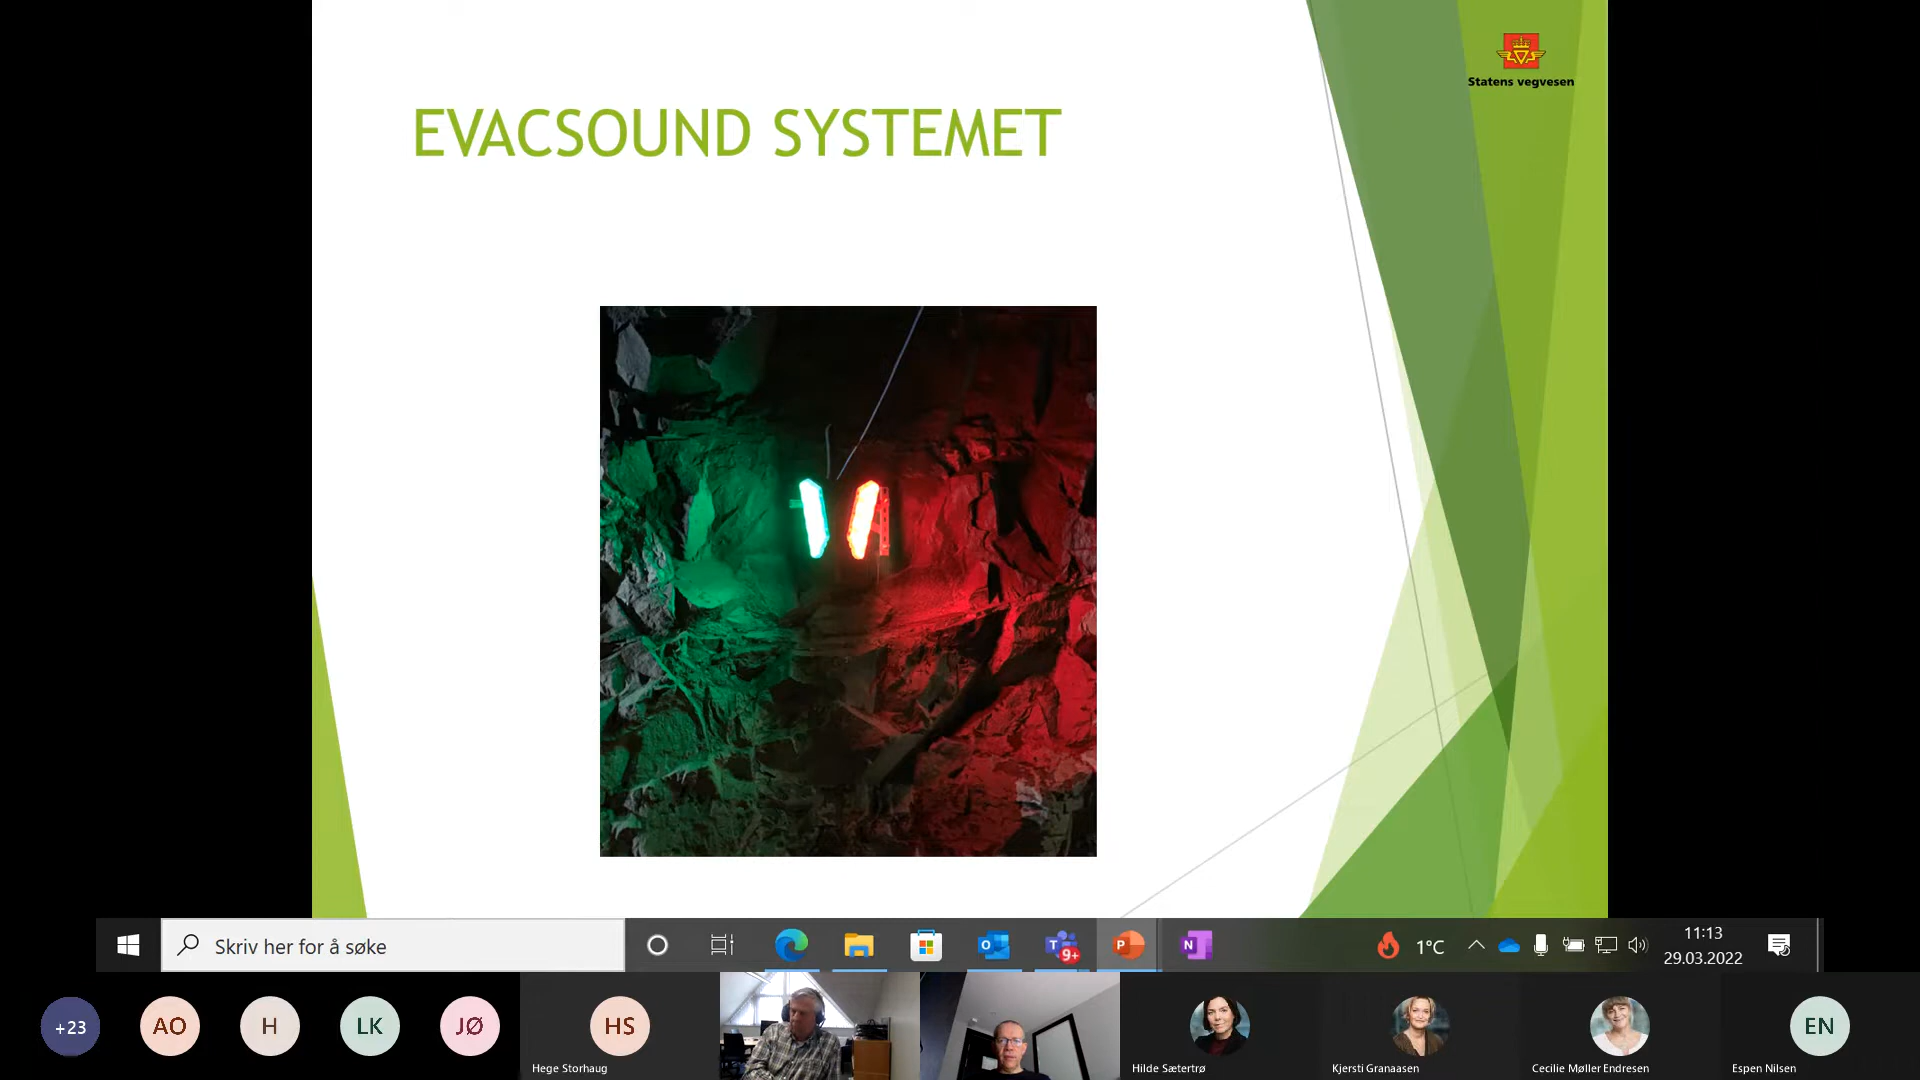 Statens vegvesen
EVACSOUND SYSTEMET
Skriv her for å søke
9+
1°C
11:13
29.03.2022
+23
AO
H
LK
JØ
HS
EN
Hege Storhaug
Hilde Sætertrø
Kjersti Granaasen
Cecilie Møller Endresen
Espen Nilsen